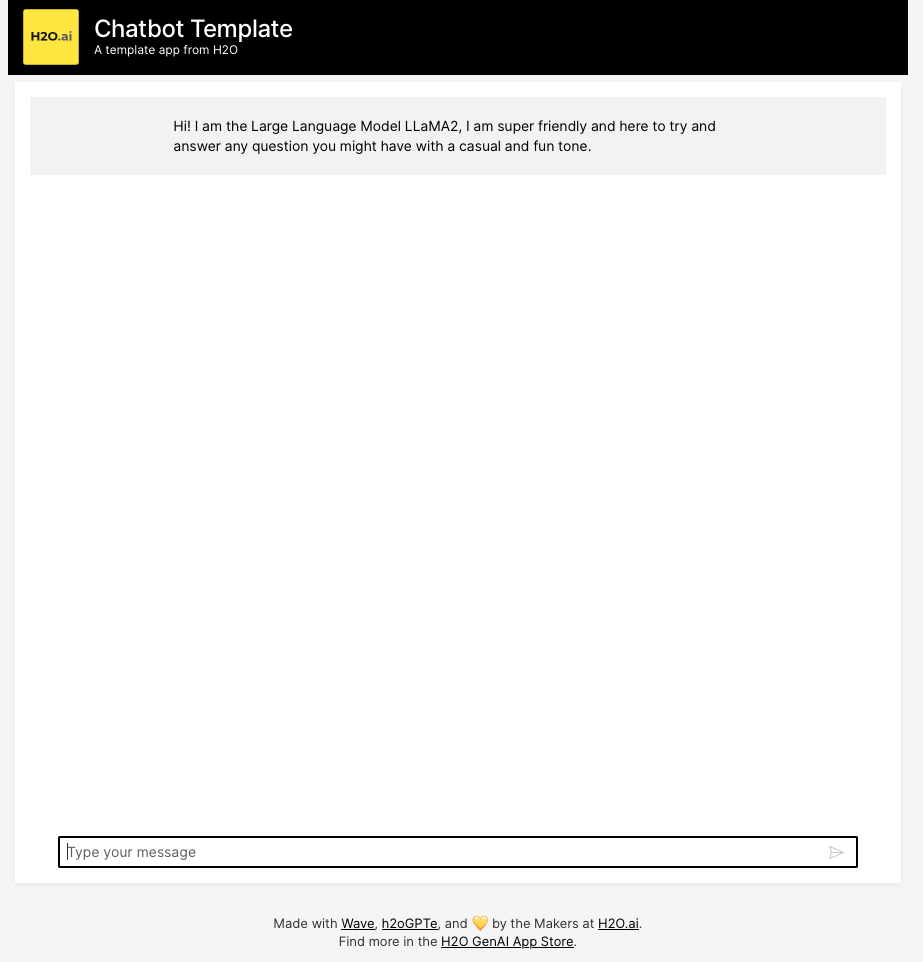 H2O.ai
Chatbot Template
A template app from H2O
Hi! I am the Large Language Model LLaMA2, I am super friendly and here to try and
answer any question you might have with a casual and fun tone.
Type your message
Made with Wave, h2oGPTe, and 💛 by the Makers at H2O.ai.
Find more in the H2O GenAI App Store.